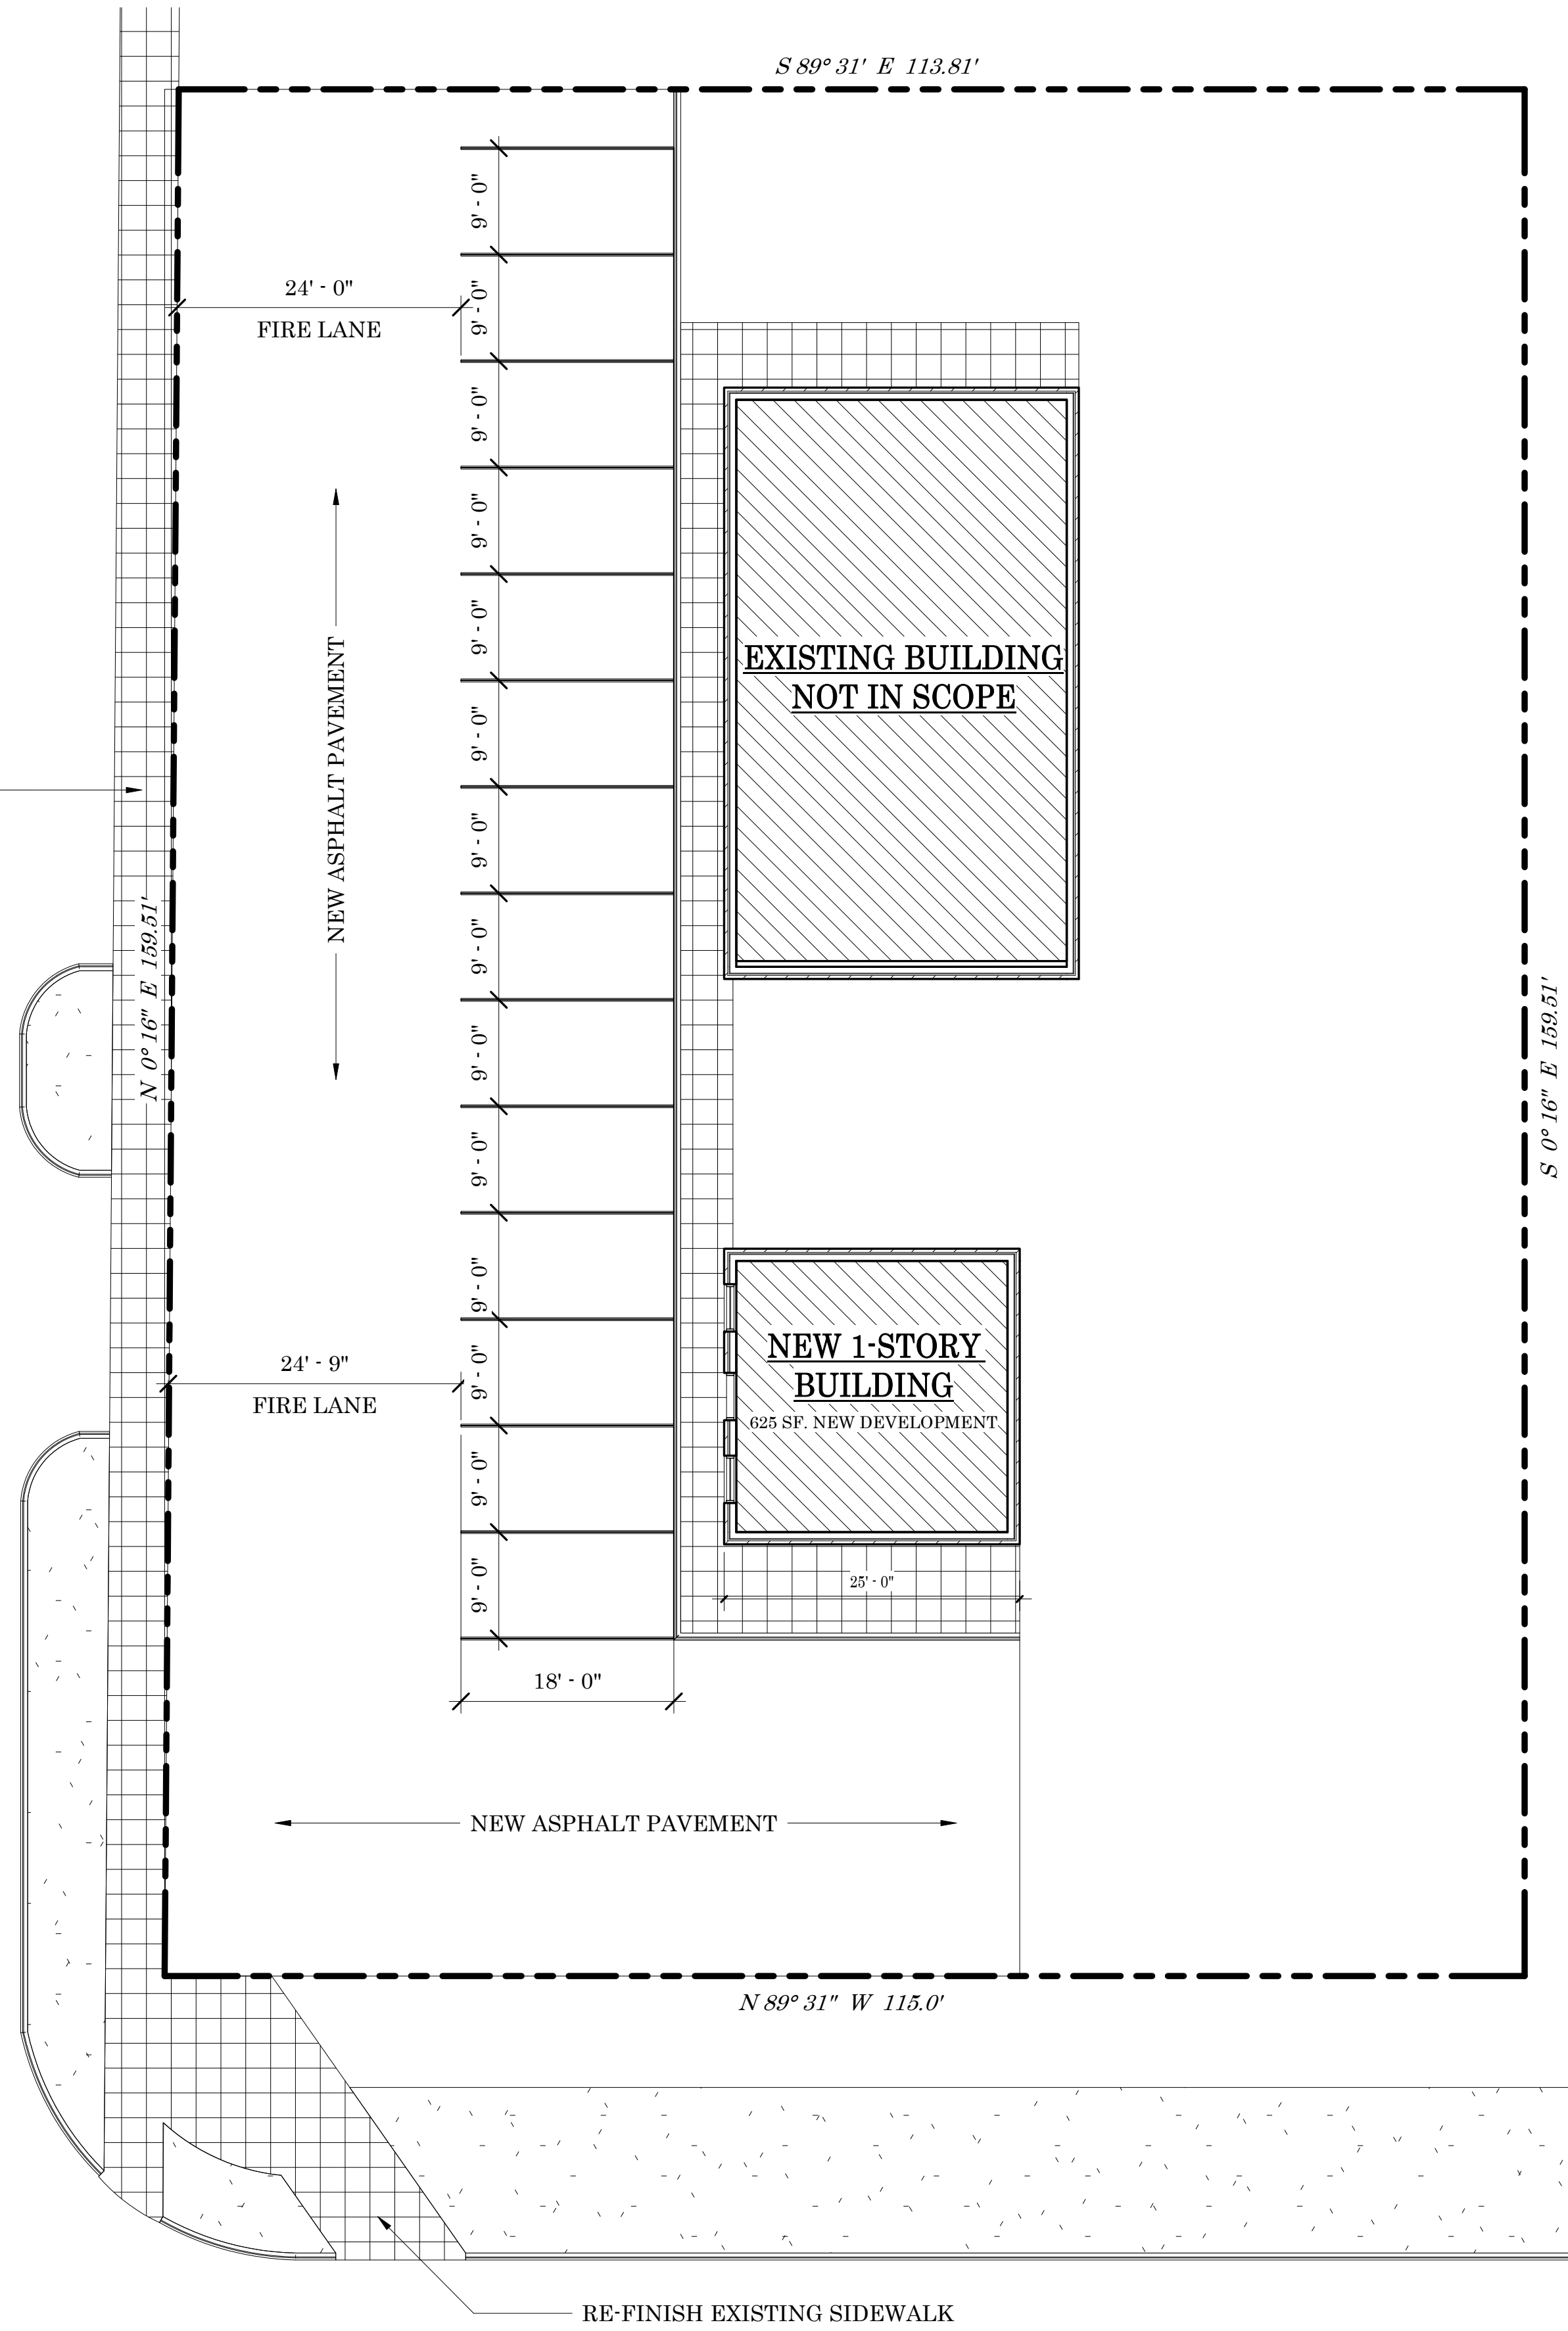 S 89° 31' E 113.81'
9' - 0"
24' - 0"
FIRE LANE
9' - 0"
9' - 0"
9' - 0"
9' - 0"
EXISTING BUILDING
NOT IN SCOPE
9' - 0"
NEW ASPHALT PAVEMENT
9' - 0"
9' - 0"
N 0° 16" E 159.51'
9' - 0"
S 0° 16" E 159.51'
9' - 0"
9' - 0"
24' - 9"
FIRE LANE
9' - 0"
NEW 1-STORY
BUILDING
625 SF. NEW DEVELOPMENT
9' - 0"
9' - 0"
25' - 0"
18' - 0"
NEW ASPHALT PAVEMENT
N 89° 31" W 115.0'
RE-FINISH EXISTING SIDEWALK